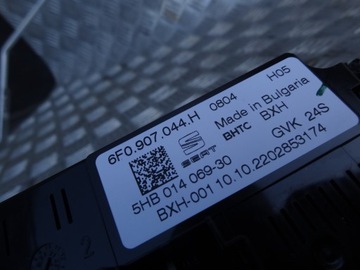 6F0.907.044.H 0804 H05
Made in Bulgaria
SEAT BHTC BXH
5HB 014 069-30 GVK 24S
BXH-001 10.10.2202853174
2